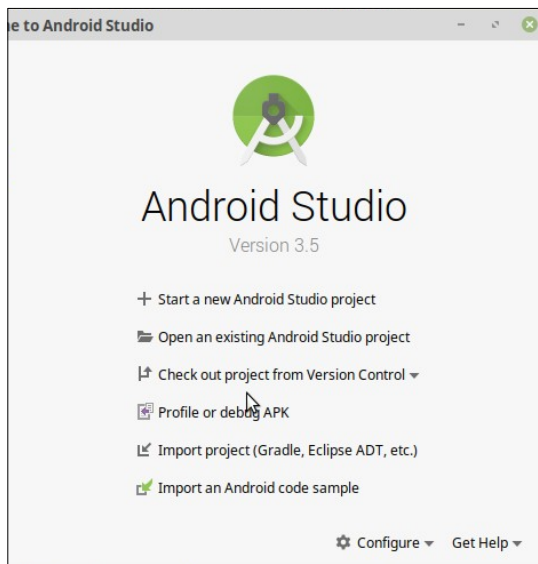 e to Android Studio
Android Studio
Version 3.5
Start a new Android Studio project
Open an existing Android Studio project
Check out project from Version Control
Profile or debug APK
Import project (Gradle, Eclipse ADT, etc.)
Import an Android code sample
Configure Get Help